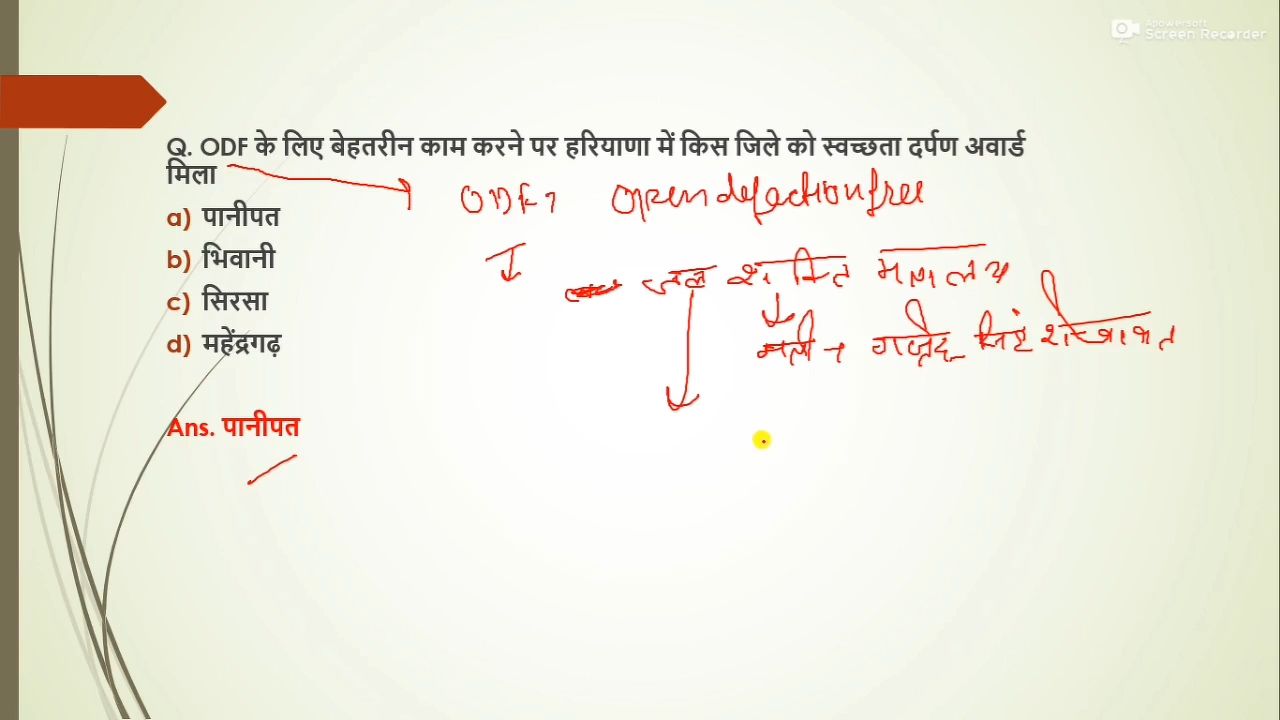 Apowersoft
Screen Recorder
Q. ODF के लिए बेहतरीन काम करने पर हरियाणा में किस जिले को स्वच्छता दर्पण अवार्ड
मिला
ODF → open defection free
a) पानीपत
b) भिवानी
जल शक्ति मंत्रालय
c) सिरसा
d) महेंद्रगढ़
मंत्री → गजेंद्र सिंह शेखावत
Ans. पानीपत